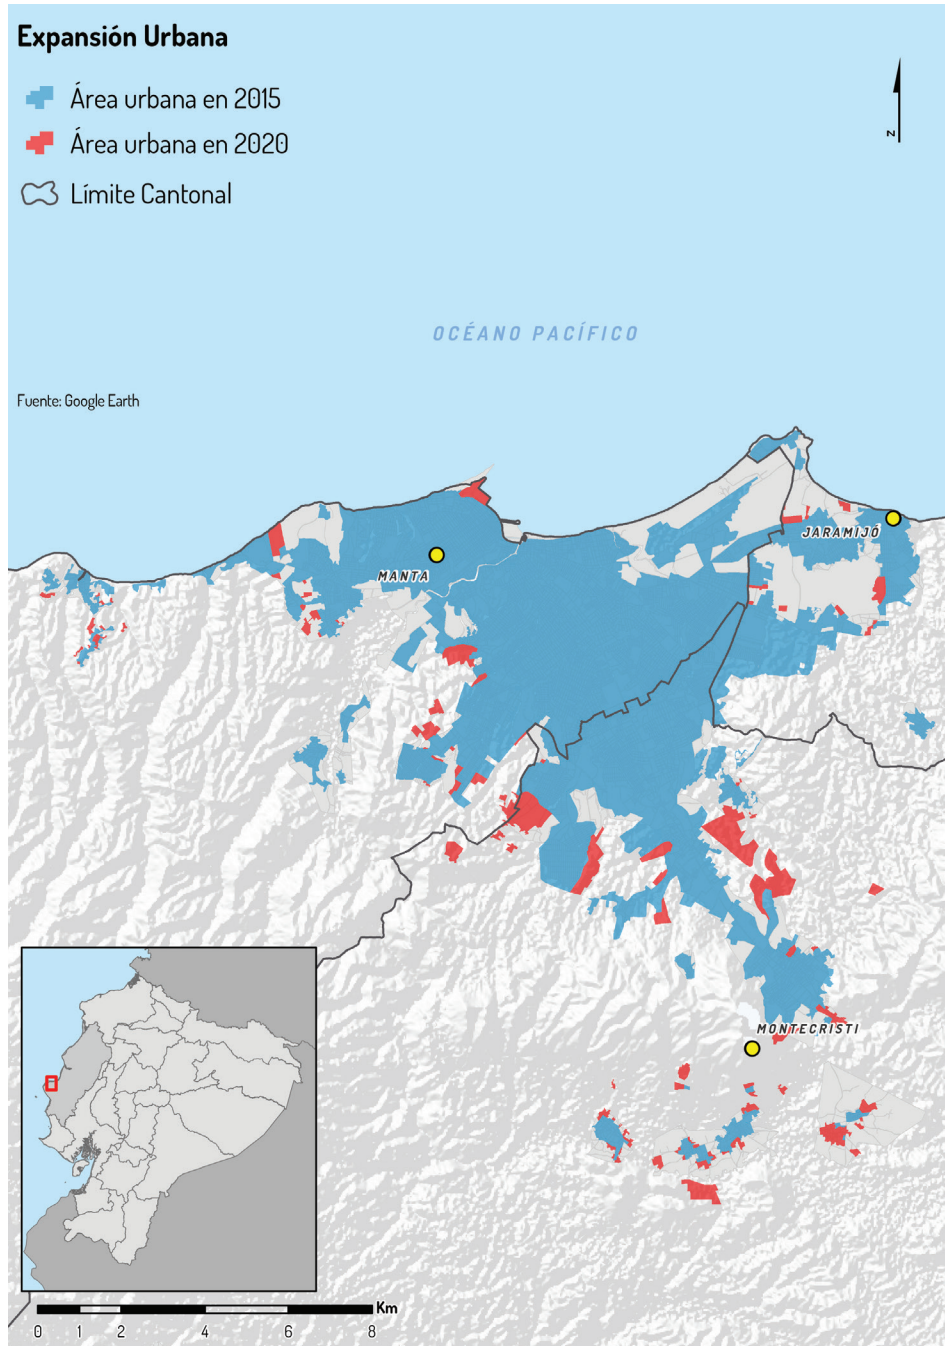 Expansión Urbana
Área urbana en 2015
Área urbana en 2020
Límite Cantonal
N
OCÉANO PACÍFICO
Fuente: Google Earth
JARAMIJÓ
MANTA
MONTECRISTI
Km
0 1 2 4 6 8